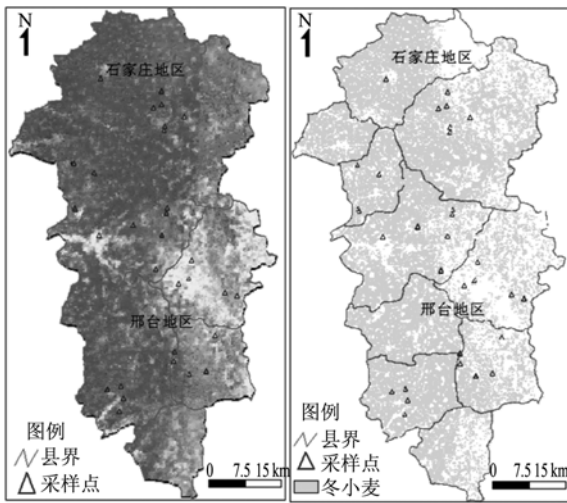 N
石家庄地区
邢台地区
图例
县界
采样点
0 7.5 15 km
N
石家庄地区
邢台地区
图例
县界
采样点
冬小麦
0 7.5 15 km